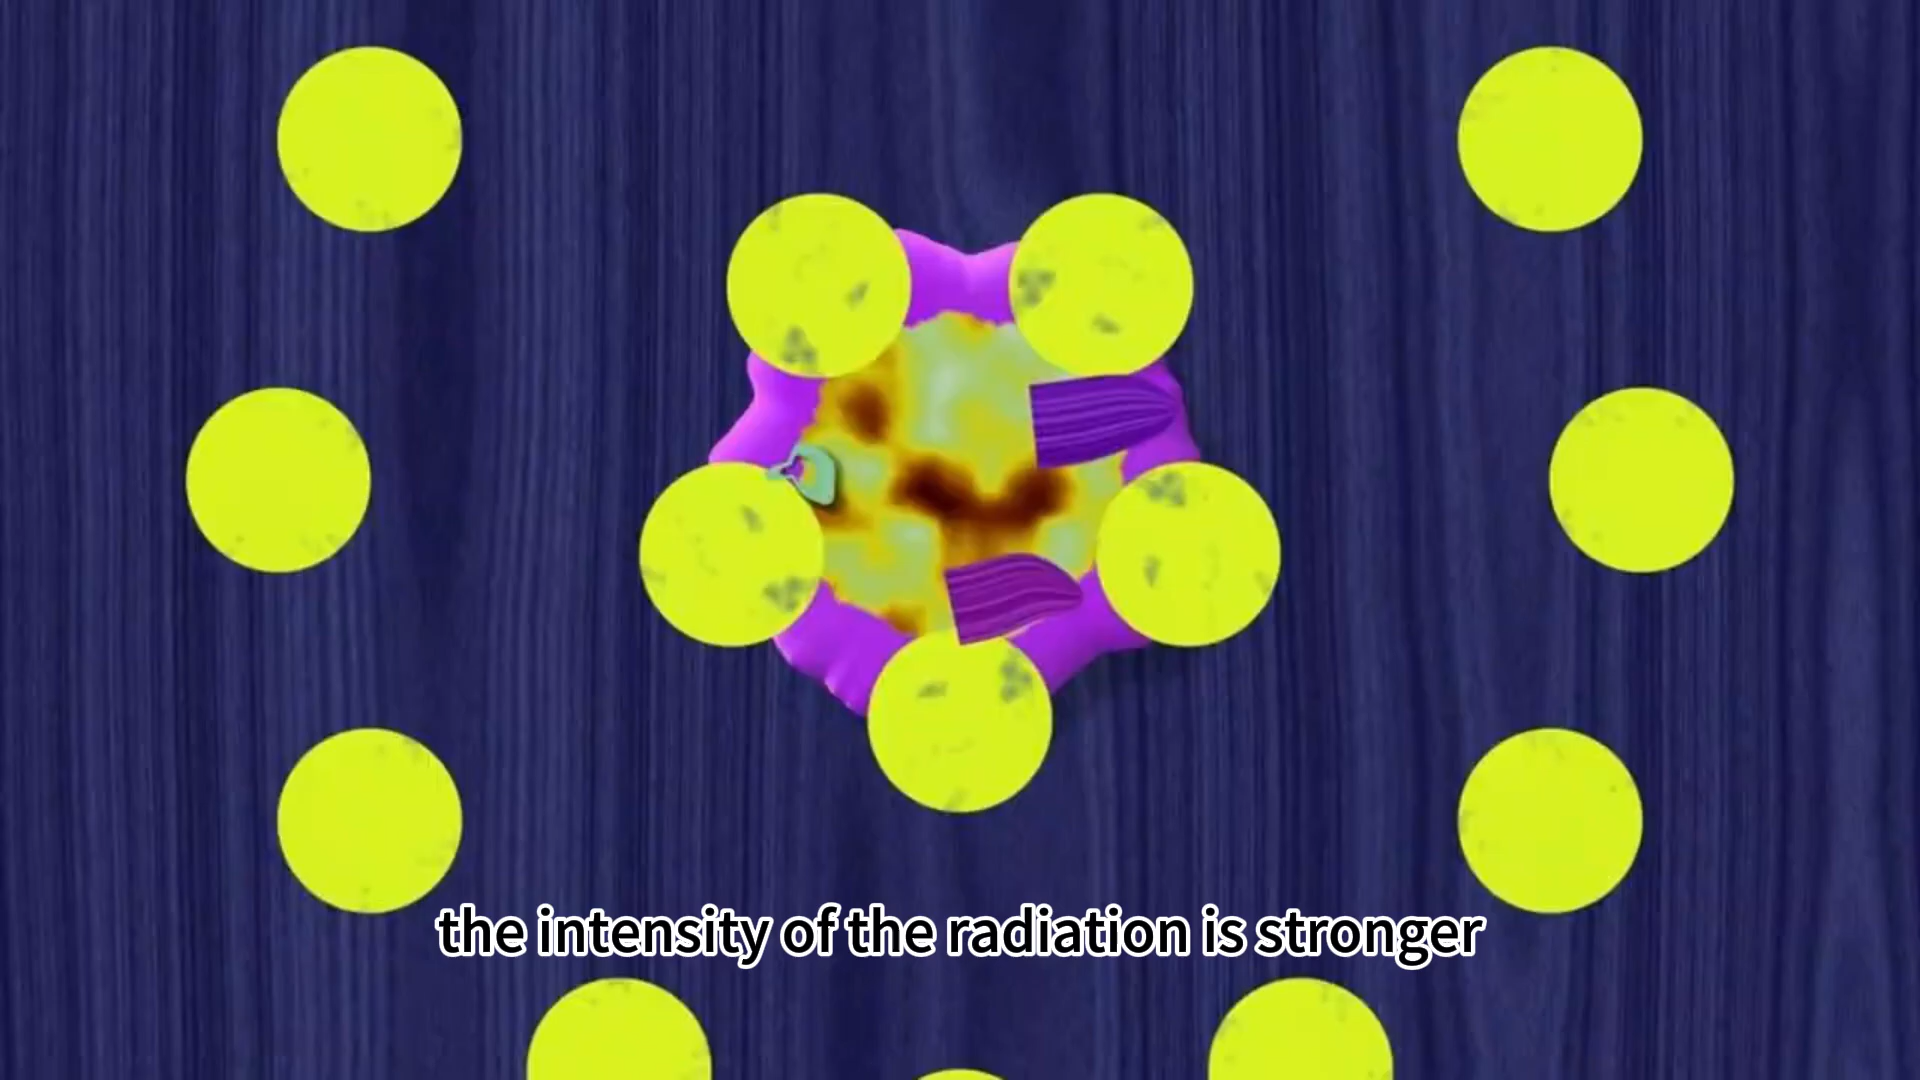 the intensity of the radiation is stronger